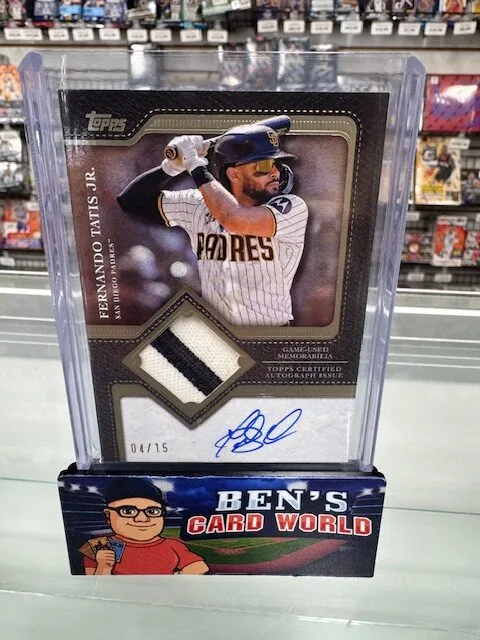 Topps
FERNANDO TATIS JR.
SAN DIEGO PADRES™
PADRES
GAME-USED
MEMORABILIA
TOPPS CERTIFIED
AUTOGRAPH ISSUE
04/15
BEN'S
CARD WORLD